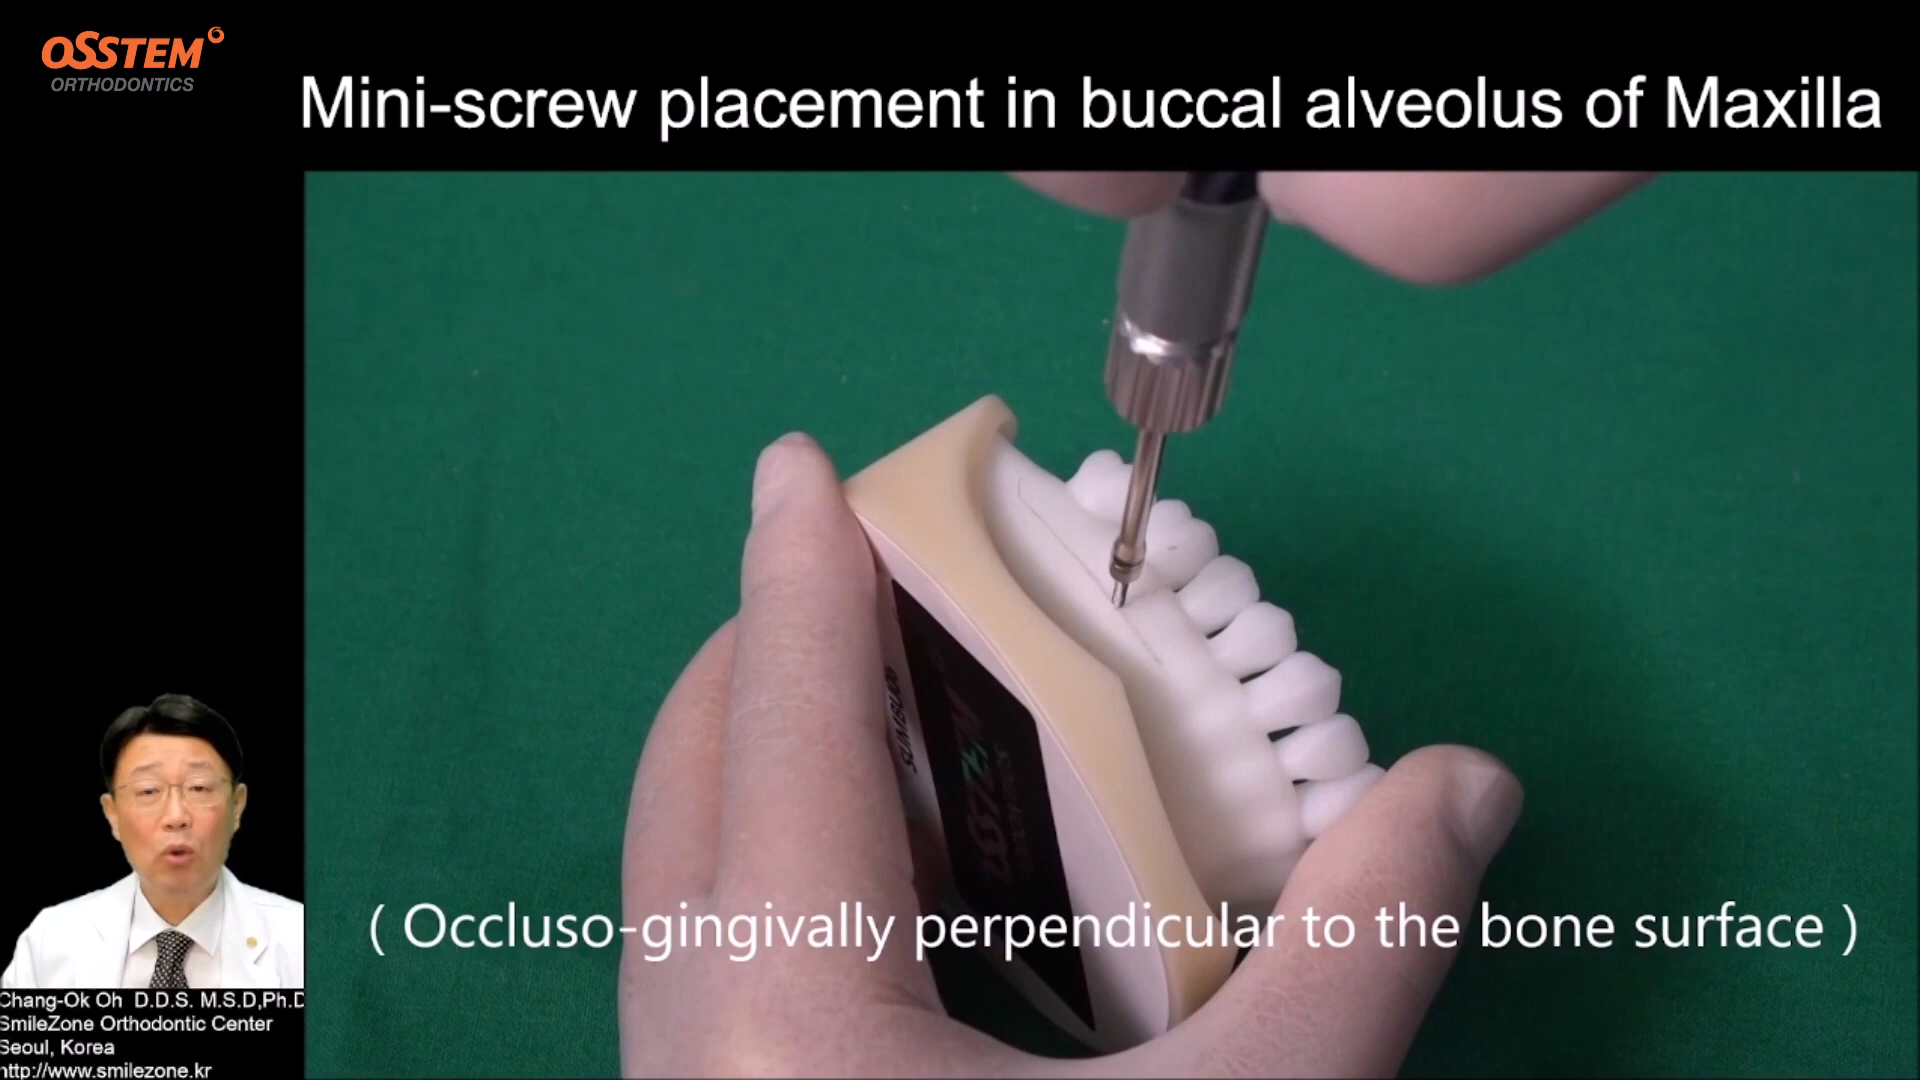 OSSTEM
ORTHODONTICS
Mini-screw placement in buccal alveolus of Maxilla
( Occluso-gingivally perpendicular to the bone surface )
Chang-Ok Oh D.D.S. M.S.D,Ph.D
SmileZone Orthodontic Center
Seoul, Korea
http://www.smilezone.kr